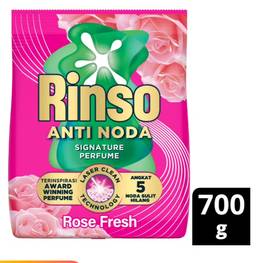 Rinso
ANTI NODA
SIGNATURE
PERFUME
TERINSPIRASI
AWARD
WINNING
PERFUME
LASER CLEAN
TECHNOLOGY
ANGKAT
5
NODA SULIT
HILANG
Rose Fresh
700
g